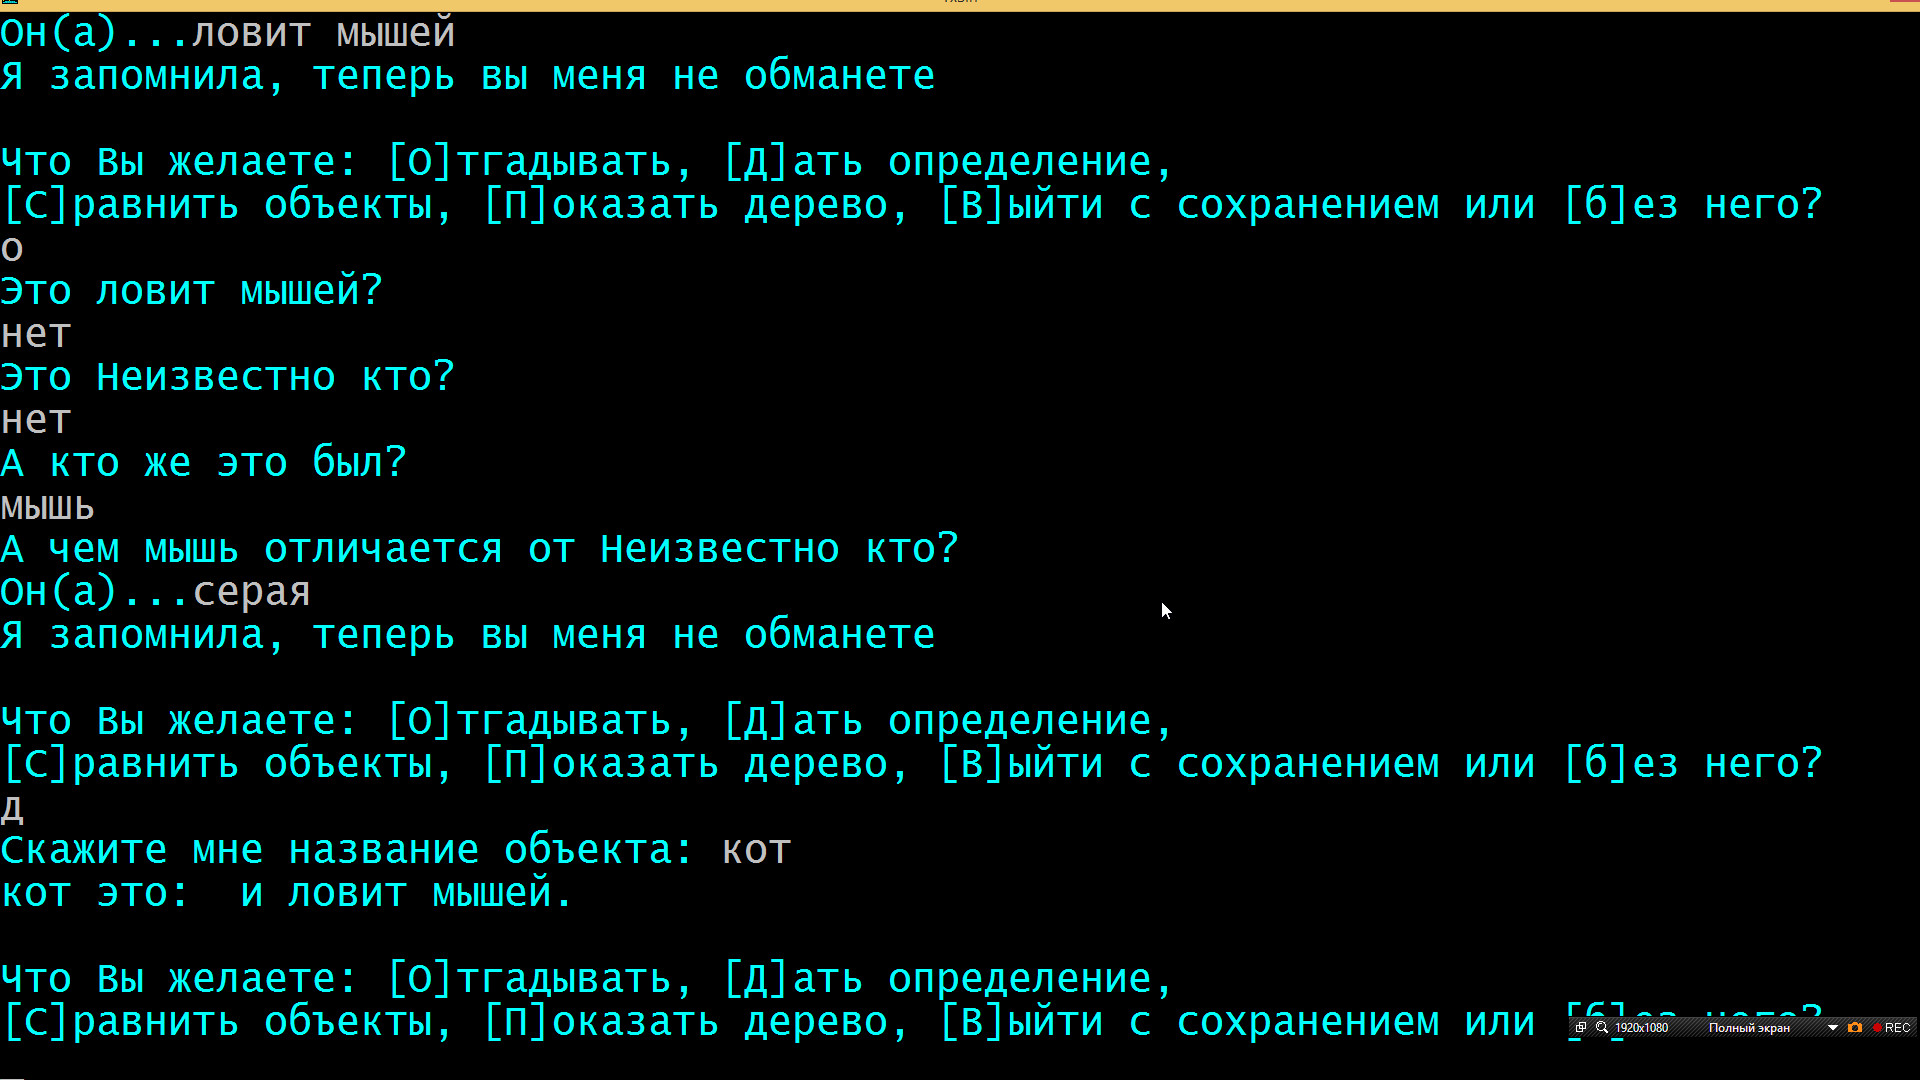 Он(а)...ловит мышей
Я запомнила, теперь вы меня не обманете
Что Вы желаете: [О]тгадывать, [Д]ать определение,
[С]равнить объекты, [П]оказать дерево, [В]ыйти с сохранением или [б]ез него?
о
Это ловит мышей?
нет
Это Неизвестно кто?
нет
А кто же это был?
мышь
А чем мышь отличается от Неизвестно кто?
Он(а)...серая
Я запомнила, теперь вы меня не обманете
Что Вы желаете: [О]тгадывать, [Д]ать определение,
[С]равнить объекты, [П]оказать дерево, [В]ыйти с сохранением или [б]ез него?
д
Скажите мне название объекта: кот
кот это:  и ловит мышей.
Что Вы желаете: [О]тгадывать, [Д]ать определение,
[С]равнить объекты, [П]оказать дерево, [В]ыйти с сохранением или [б]ез него?
1920x1080 Полный экран REC